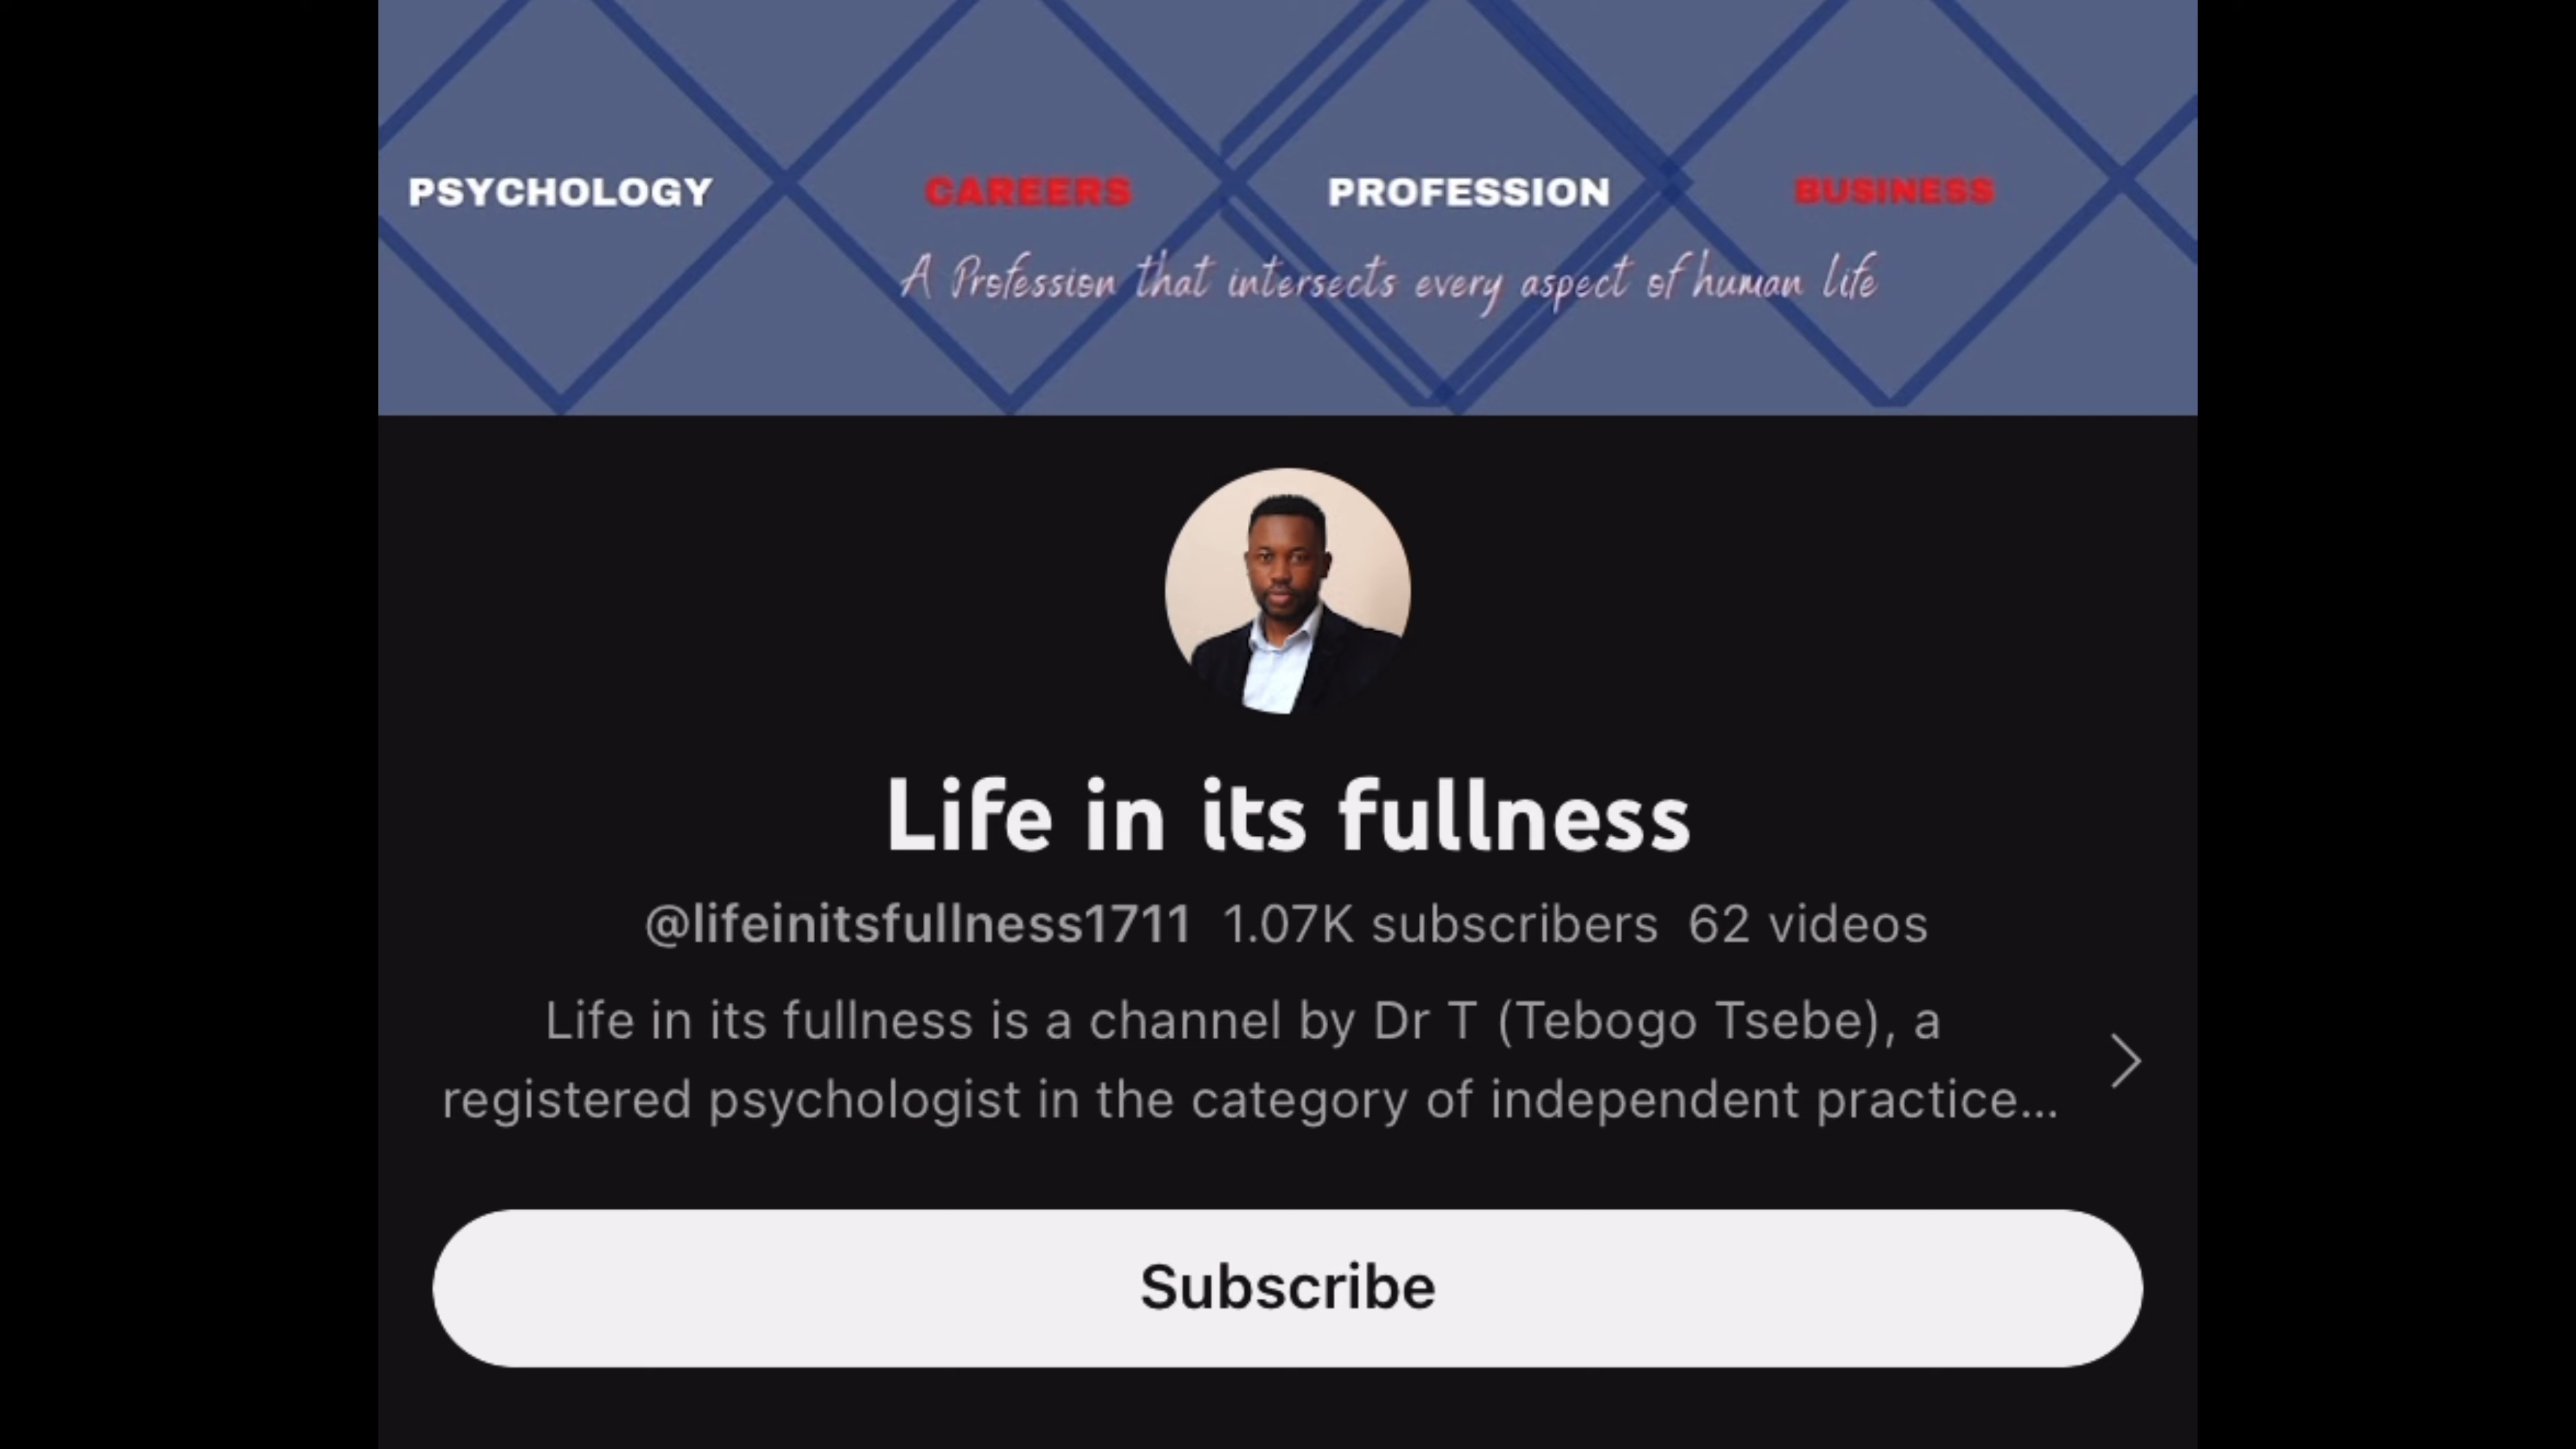 PSYCHOLOGY CAREERS PROFESSION BUSINESS
A Profession that intersects every aspect of human life
Life in its fullness
@lifeinitsfullness1711 1.07K subscribers 62 videos
Life in its fullness is a channel by Dr T (Tebogo Tsebe), a
registered psychologist in the category of independent practice...
Subscribe